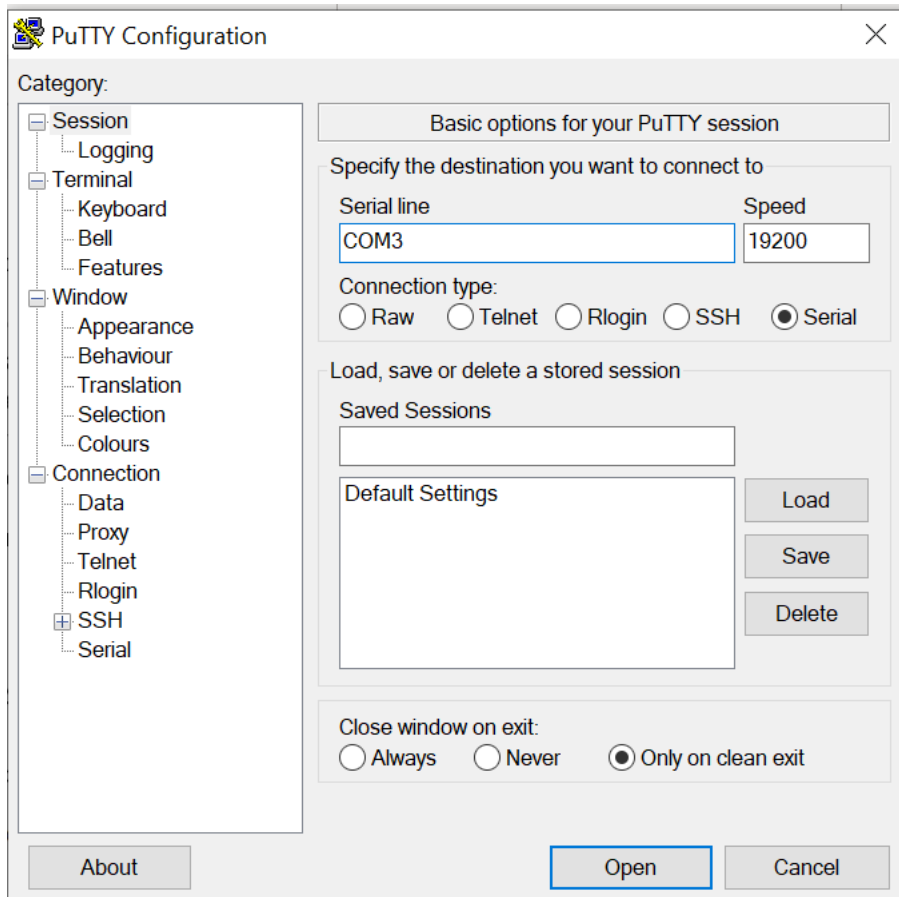 PuTTY Configuration
Category:
Session
Logging
Terminal
Keyboard
Bell
Features
Window
Appearance
Behaviour
Translation
Selection
Colours
Connection
Data
Proxy
Telnet
Rlogin
SSH
Serial
Basic options for your PuTTY session
Specify the destination you want to connect to
Serial line Speed
COM3 19200
Connection type:
Raw Telnet Rlogin SSH Serial
Load, save or delete a stored session
Saved Sessions
Default Settings
Load
Save
Delete
Close window on exit:
Always Never Only on clean exit
About Open Cancel